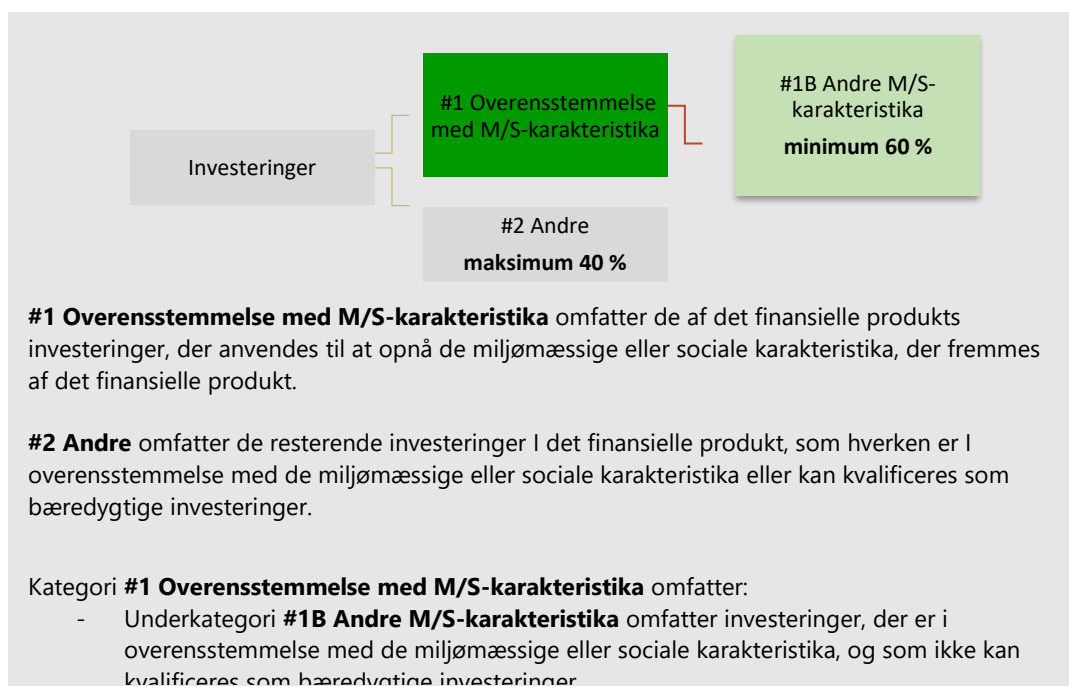 Investeringer
#1 Overensstemmelse
med M/S-karakteristika
#1B Andre M/S-
karakteristika
minimum 60 %
#2 Andre
maksimum 40 %
#1 Overensstemmelse med M/S-karakteristika omfatter de af det finansielle produkts
investeringer, der anvendes til at opnå de miljømæssige eller sociale karakteristika, der fremmes
af det finansielle produkt.
#2 Andre omfatter de resterende investeringer I det finansielle produkt, som hverken er I
overensstemmelse med de miljømæssige eller sociale karakteristika eller kan kvalificeres som
bæredygtige investeringer.
Kategori #1 Overensstemmelse med M/S-karakteristika omfatter:
- Underkategori #1B Andre M/S-karakteristika omfatter investeringer, der er i
overensstemmelse med de miljømæssige eller sociale karakteristika, og som ikke kan
kvalificeres som bæredygtige investeringer